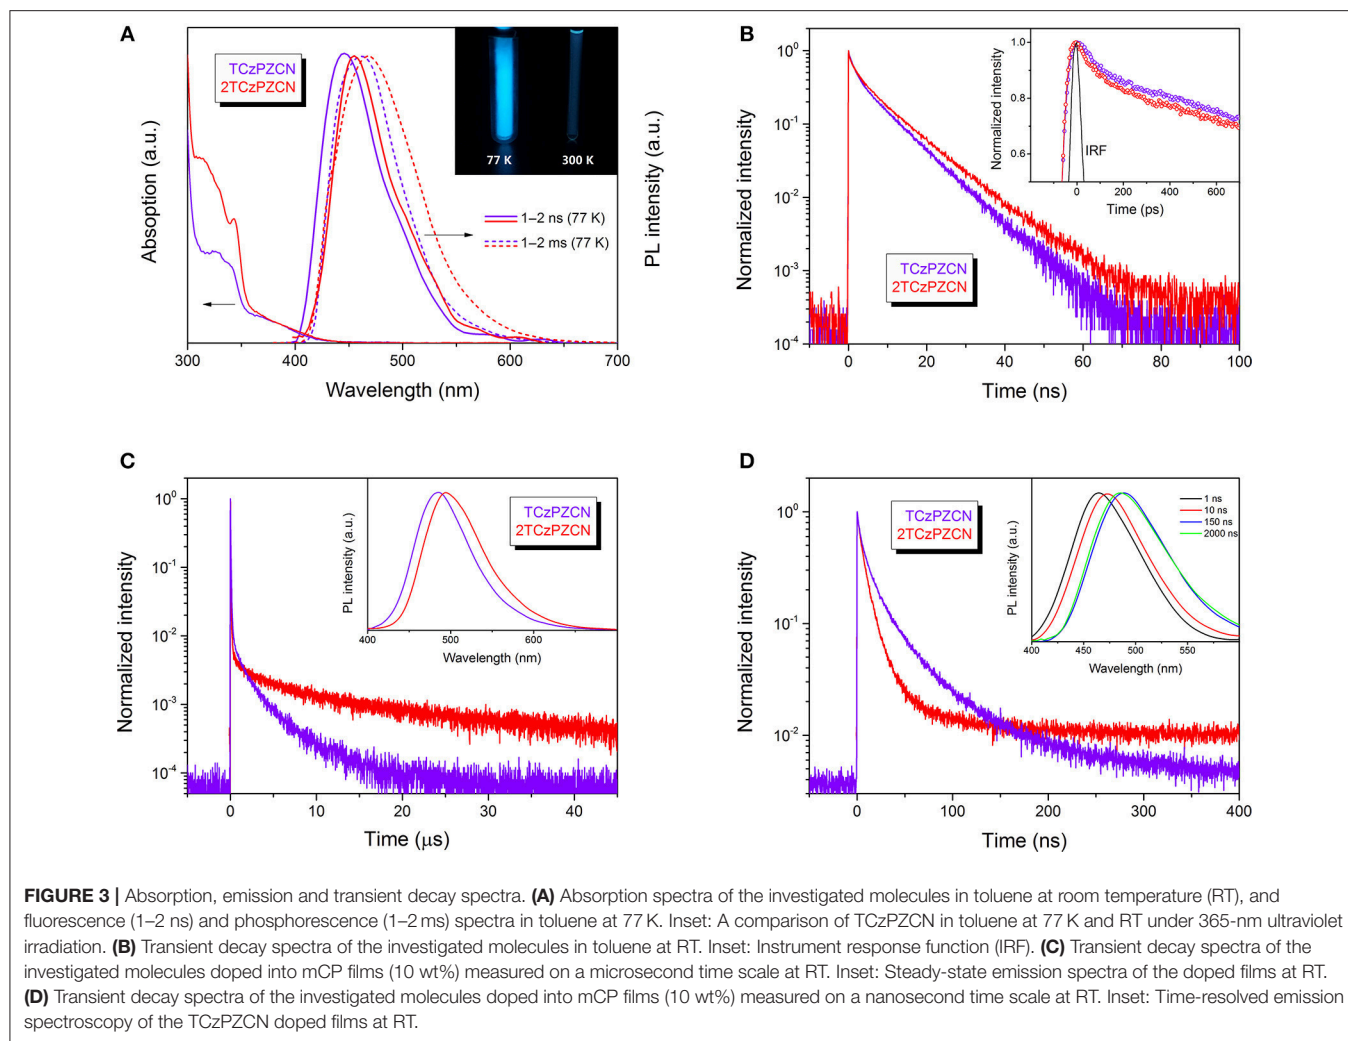 A
TCzPZCN
2TCzPZCN
77 K
300 K
1–2 ns (77 K)
1–2 ms (77 K)
Absoption (a.u.)
PL intensity (a.u.)
300
400
500
600
700
Wavelength (nm)
B
10⁰
10⁻¹
10⁻²
10⁻³
10⁻⁴
Normalized intensity
TCzPZCN
2TCzPZCN
0
20
40
60
80
100
Time (ns)
1.0
0.8
0.6
Normalized intensity
IRF
0
200
400
600
Time (ps)
C
10⁰
10⁻¹
10⁻²
10⁻³
10⁻⁴
Normalized intensity
TCzPZCN
2TCzPZCN
PL intensity (a.u.)
400
500
600
Wavelength (nm)
0
10
20
30
40
Time (μs)
D
10⁰
10⁻¹
10⁻²
Normalized intensity
TCzPZCN
2TCzPZCN
1 ns
10 ns
150 ns
2000 ns
PL intensity (a.u.)
400
450
500
550
Wavelength (nm)
0
100
200
300
400
Time (ns)
FIGURE 3 | Absorption, emission and transient decay spectra. (A) Absorption spectra of the investigated molecules in toluene at room temperature (RT), and
fluorescence (1–2 ns) and phosphorescence (1–2 ms) spectra in toluene at 77 K. Inset: A comparison of TCzPZCN in toluene at 77 K and RT under 365-nm ultraviolet
irradiation. (B) Transient decay spectra of the investigated molecules in toluene at RT. Inset: Instrument response function (IRF). (C) Transient decay spectra of the
investigated molecules doped into mCP films (10 wt%) measured on a microsecond time scale at RT. Inset: Steady-state emission spectra of the doped films at RT.
(D) Transient decay spectra of the investigated molecules doped into mCP films (10 wt%) measured on a nanosecond time scale at RT. Inset: Time-resolved emission
spectroscopy of the TCzPZCN doped films at RT.